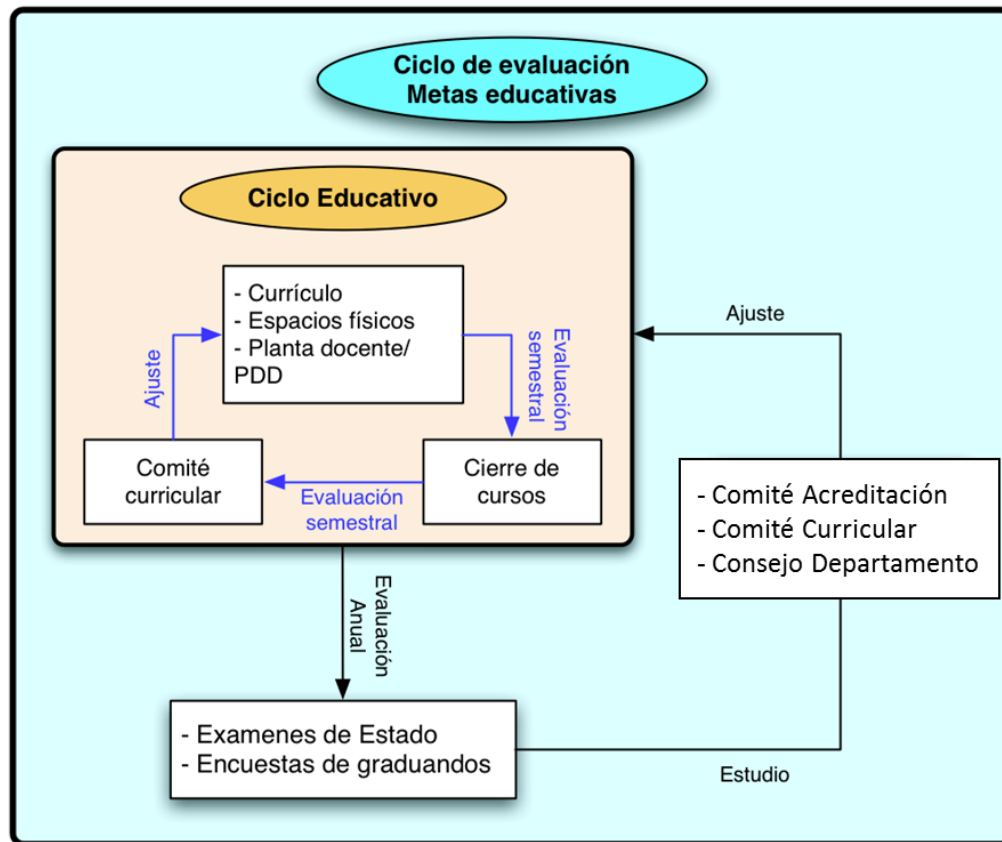 Ciclo de evaluación
Metas educativas
Ciclo Educativo
- Currículo
- Espacios físicos
- Planta docente/
PDD
Ajuste
Evaluación
semestral
Comité
curricular
Evaluación
semestral
Cierre de
cursos
Ajuste
- Comité Acreditación
- Comité Curricular
- Consejo Departamento
Evaluación
Anual
- Examenes de Estado
- Encuestas de graduandos
Estudio